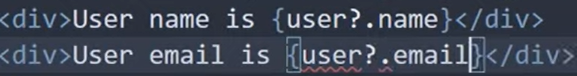 <div>User name is {user?.name}</div>
<div>User email is {user?.email}</div>